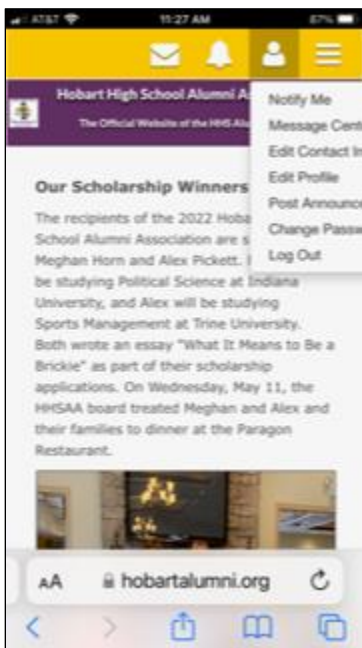 AT&T 11:27 AM 87%
Hobart High School Alumni A
The Official Website of the HHS Alu
Notify Me
Message Cent
Edit Contact In
Edit Profile
Post Announce
Change Passw
Log Out
Our Scholarship Winners
The recipients of the 2022 Hoba
School Alumni Association are s
Meghan Horn and Alex Pickett.
be studying Political Science at Indiana
University, and Alex will be studying
Sports Management at Trine University.
Both wrote an essay "What It Means to Be a
Brickie" as part of their scholarship
applications. On Wednesday, May 11, the
HHSAA board treated Meghan and Alex and
their families to dinner at the Paragon
Restaurant.
AA hobartalumni.org